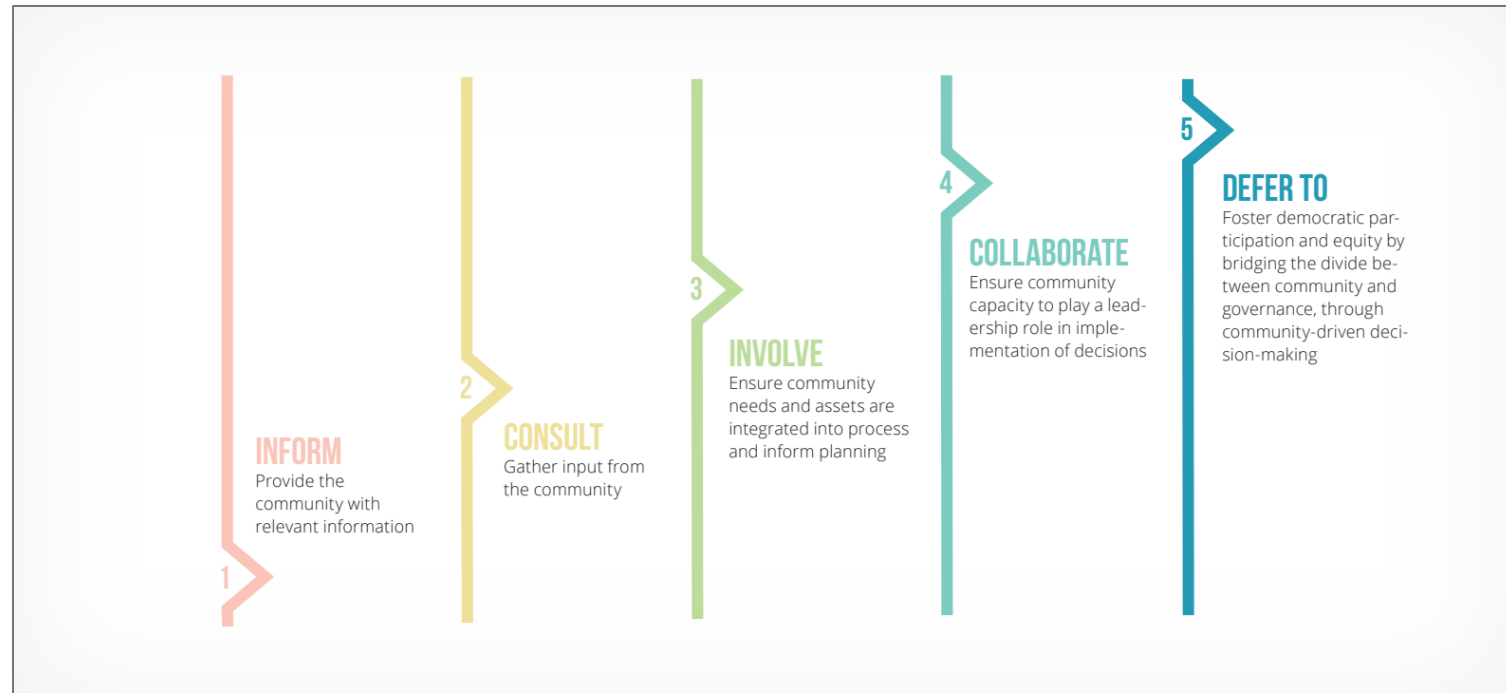 1
INFORM
Provide the
community with
relevant information
2
CONSULT
Gather input from
the community
3
INVOLVE
Ensure community
needs and assets are
integrated into process
and inform planning
4
COLLABORATE
Ensure community
capacity to play a lead-
ership role in imple-
mentation of decisions
5
DEFER TO
Foster democratic par-
ticipation and equity by
bridging the divide be-
tween community and
governance, through
community-driven deci-
sion-making